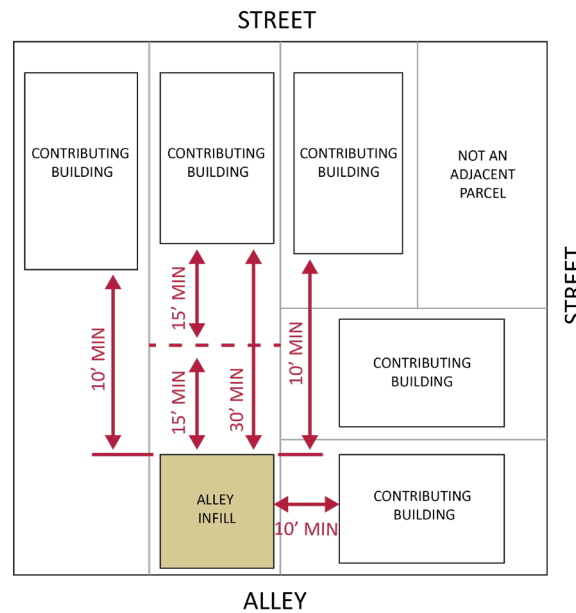 STREET
CONTRIBUTING
BUILDING
CONTRIBUTING
BUILDING
CONTRIBUTING
BUILDING
NOT AN
ADJACENT
PARCEL
STREET
15’ MIN
10’ MIN
15’ MIN
30’ MIN
10’ MIN
CONTRIBUTING
BUILDING
ALLEY
INFILL
10’ MIN
CONTRIBUTING
BUILDING
ALLEY